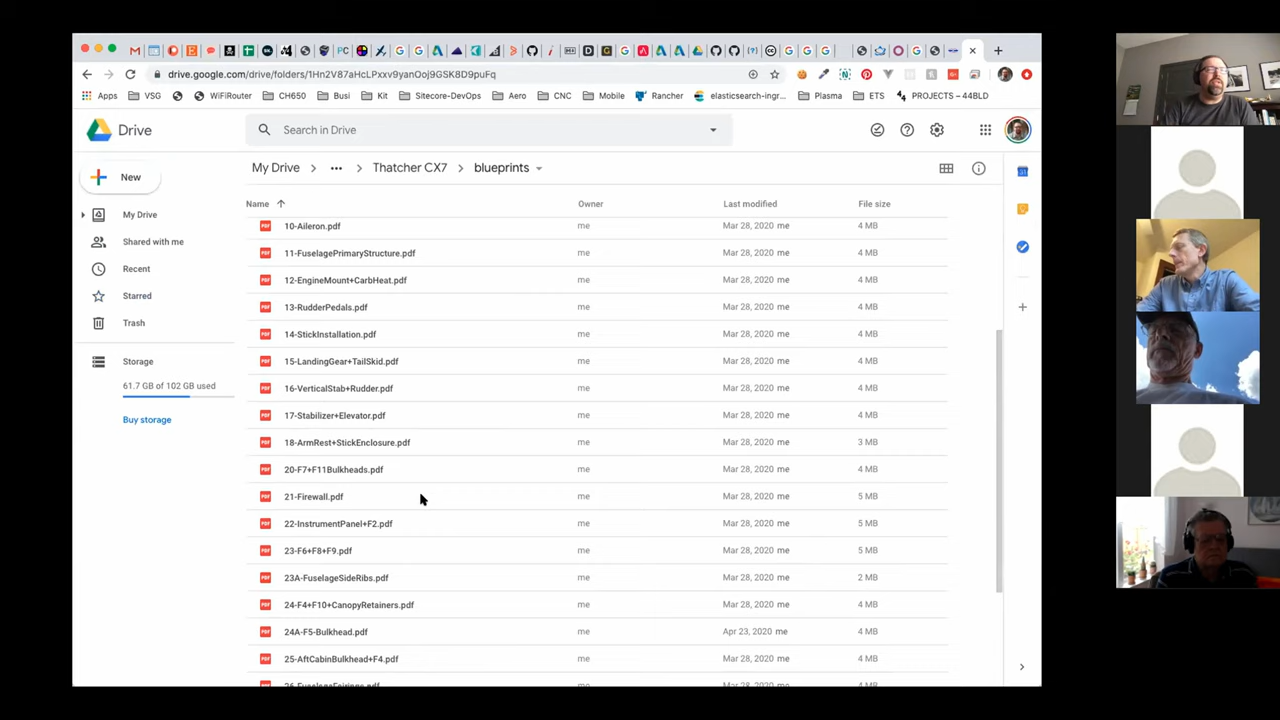 drive.google.com/drive/folders/1Hn2V87aHcLPxxv9yanOoj9GSK8D9puFq
Apps VSG WiFiRouter CH650 Busi Kit Sitecore-DevOps Aero CNC Mobile Rancher elasticsearch-ingr... Plasma ETS PROJECTS – 44BLD
Drive Search in Drive
New
My Drive > ... > Thatcher CX7 > blueprints
Name Owner Last modified File size
My Drive
Shared with me
Recent
Starred
Trash
Storage
61.7 GB of 102 GB used
Buy storage
10-Aileron.pdf me Mar 28, 2020 me 4 MB
11-FuselagePrimaryStructure.pdf me Mar 28, 2020 me 4 MB
12-EngineMount+CarbHeat.pdf me Mar 28, 2020 me 4 MB
13-RudderPedals.pdf me Mar 28, 2020 me 4 MB
14-StickInstallation.pdf me Mar 28, 2020 me 4 MB
15-LandingGear+TailSkid.pdf me Mar 28, 2020 me 4 MB
16-VerticalStab+Rudder.pdf me Mar 28, 2020 me 4 MB
17-Stabilizer+Elevator.pdf me Mar 28, 2020 me 4 MB
18-ArmRest+StickEnclosure.pdf me Mar 28, 2020 me 3 MB
20-F7+F11Bulkheads.pdf me Mar 28, 2020 me 4 MB
21-Firewall.pdf me Mar 28, 2020 me 5 MB
22-InstrumentPanel+F2.pdf me Mar 28, 2020 me 5 MB
23-F6+F8+F9.pdf me Mar 28, 2020 me 5 MB
23A-FuselageSideRibs.pdf me Mar 28, 2020 me 2 MB
24-F4+F10+CanopyRetainers.pdf me Mar 28, 2020 me 4 MB
24A-F5-Bulkhead.pdf me Apr 23, 2020 me 4 MB
25-AftCabinBulkhead+F4.pdf me Mar 28, 2020 me 4 MB